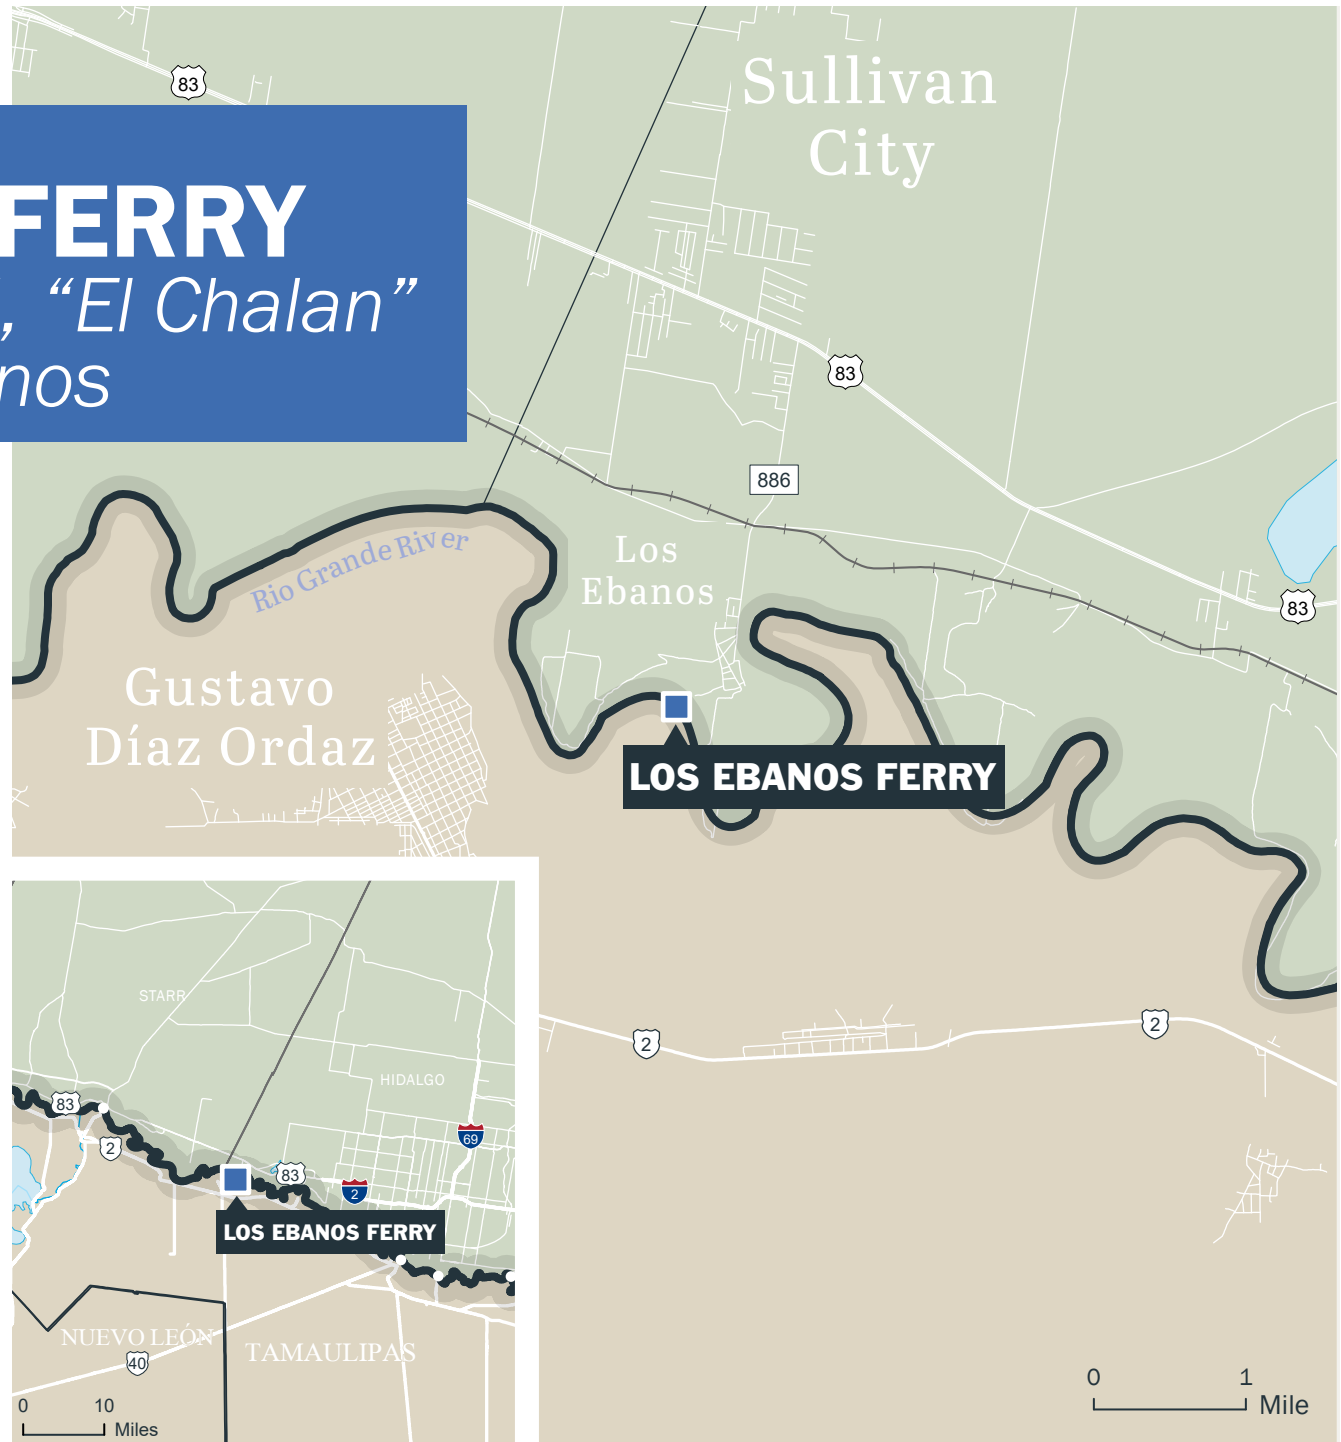 83
Sullivan
City
FERRY
, “El Chalan”
nos
83
886
Los
Ebanos
Rio Grande River
83
Gustavo
Díaz Ordaz
LOS EBANOS FERRY
2
2
STARR
HIDALGO
83
2
69
83
2
LOS EBANOS FERRY
NUEVO LEÓN
TAMAULIPAS
40
0 10
Miles
0 1
Mile